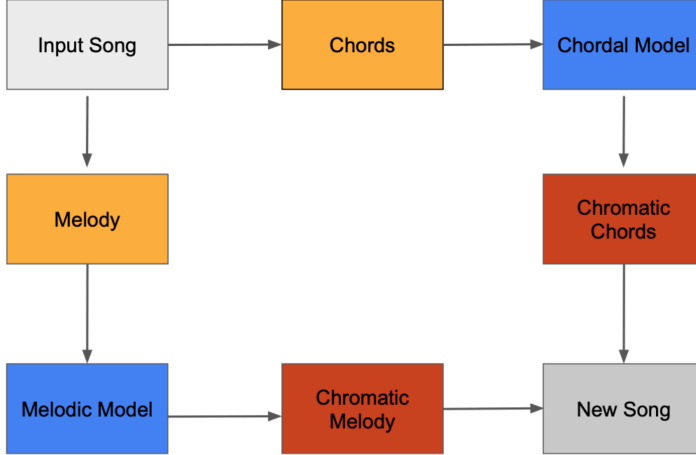 Input Song
Chords
Chordal Model
Melody
Chromatic
Chords
Melodic Model
Chromatic
Melody
New Song